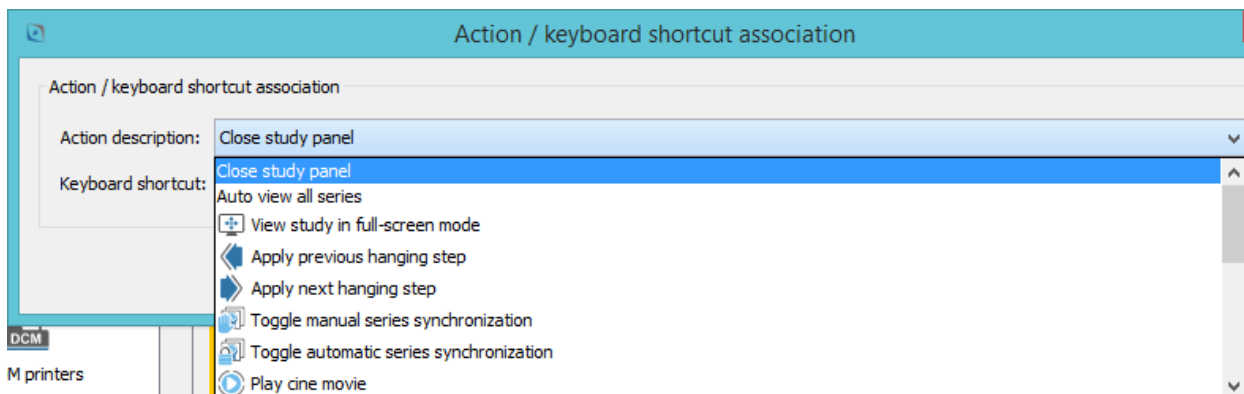 Action / keyboard shortcut association
Action / keyboard shortcut association
Action description: Close study panel
Keyboard shortcut: Close study panel
Auto view all series
View study in full-screen mode
Apply previous hanging step
Apply next hanging step
Toggle manual series synchronization
Toggle automatic series synchronization
Play cine movie
DCM
M printers